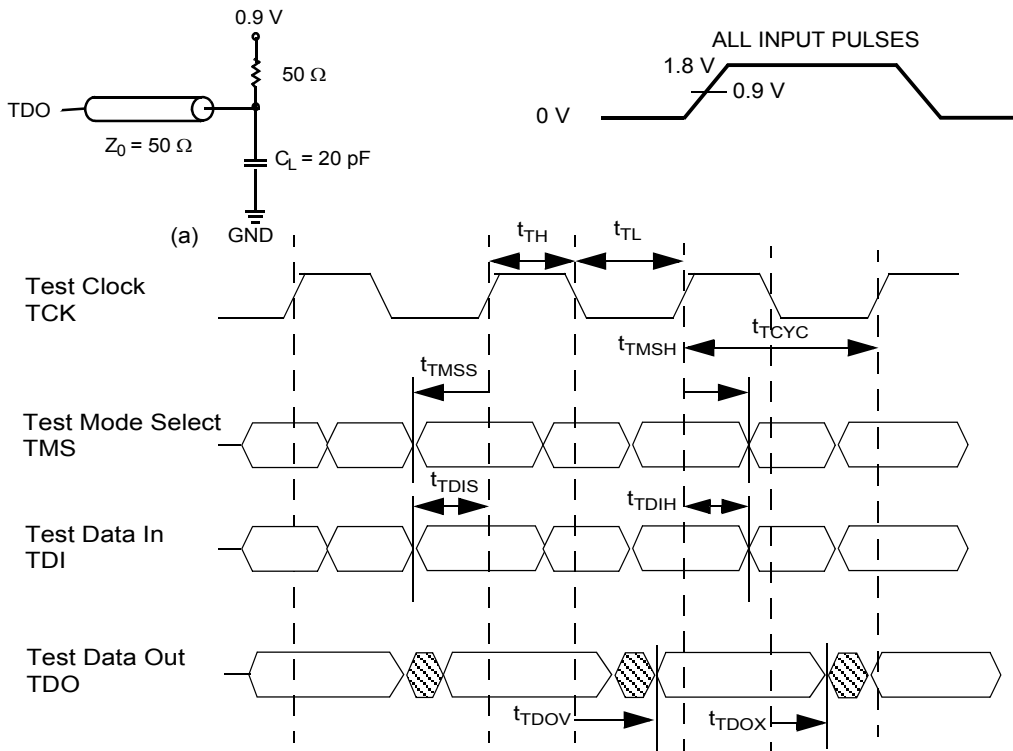 0.9 V
50 Ω
TDO
Z0 = 50 Ω
CL = 20 pF
(a) GND
ALL INPUT PULSES
1.8 V
0.9 V
0 V
tTH
tTL
Test Clock
TCK
tTMSH
tTCYC
tTMSS
Test Mode Select
TMS
tTDIS
tTDIH
Test Data In
TDI
Test Data Out
TDO
tTDOV
tTDOX